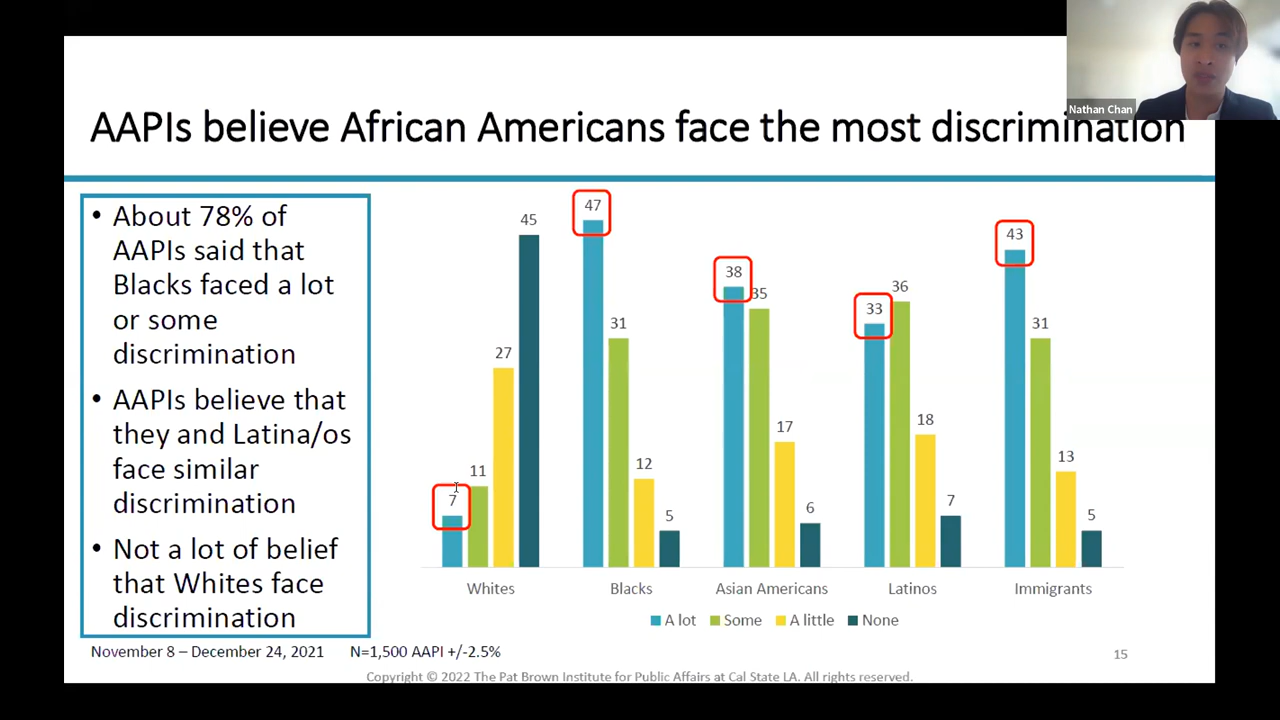 Nathan Chan
AAPIs believe African Americans face the most discrimination
• About 78% of
AAPIs said that
Blacks faced a lot
or some
discrimination
• AAPIs believe that
they and Latina/os
face similar
discrimination
• Not a lot of belief
that Whites face
discrimination
7 11 27 45
47 31 12 5
38 35 17 6
33 36 18 7
43 31 13 5
Whites Blacks Asian Americans Latinos Immigrants
A lot Some A little None
November 8 – December 24, 2021 N=1,500 AAPI +/-2.5%
15
Copyright © 2022 The Pat Brown Institute for Public Affairs at Cal State LA. All rights reserved.